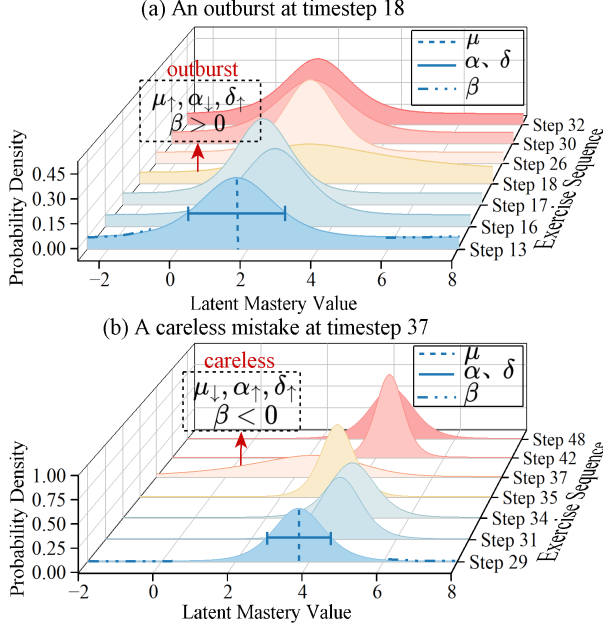 (a) An outburst at timestep 18
μ
α、δ
β
outburst
μ↑, α↓, δ↑
β > 0
Probability Density
0.45
0.30
0.15
0.00
−2
0
2
4
6
8
Latent Mastery Value
Step 32
Step 30
Step 26
Step 18
Step 17
Step 16
Step 13
Exercise Sequence
(b) A careless mistake at timestep 37
μ
α、δ
β
careless
μ↓, α↑, δ↑
β < 0
Probability Density
1.00
0.75
0.50
0.25
0.00
−2
0
2
4
6
8
Latent Mastery Value
Step 48
Step 42
Step 37
Step 35
Step 34
Step 31
Step 29
Exercise Sequence